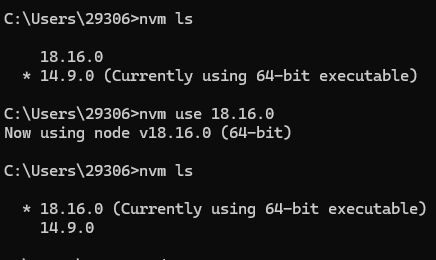 C:\Users\29306>nvm ls
18.16.0
* 14.9.0 (Currently using 64-bit executable)
C:\Users\29306>nvm use 18.16.0
Now using node v18.16.0 (64-bit)
C:\Users\29306>nvm ls
* 18.16.0 (Currently using 64-bit executable)
14.9.0